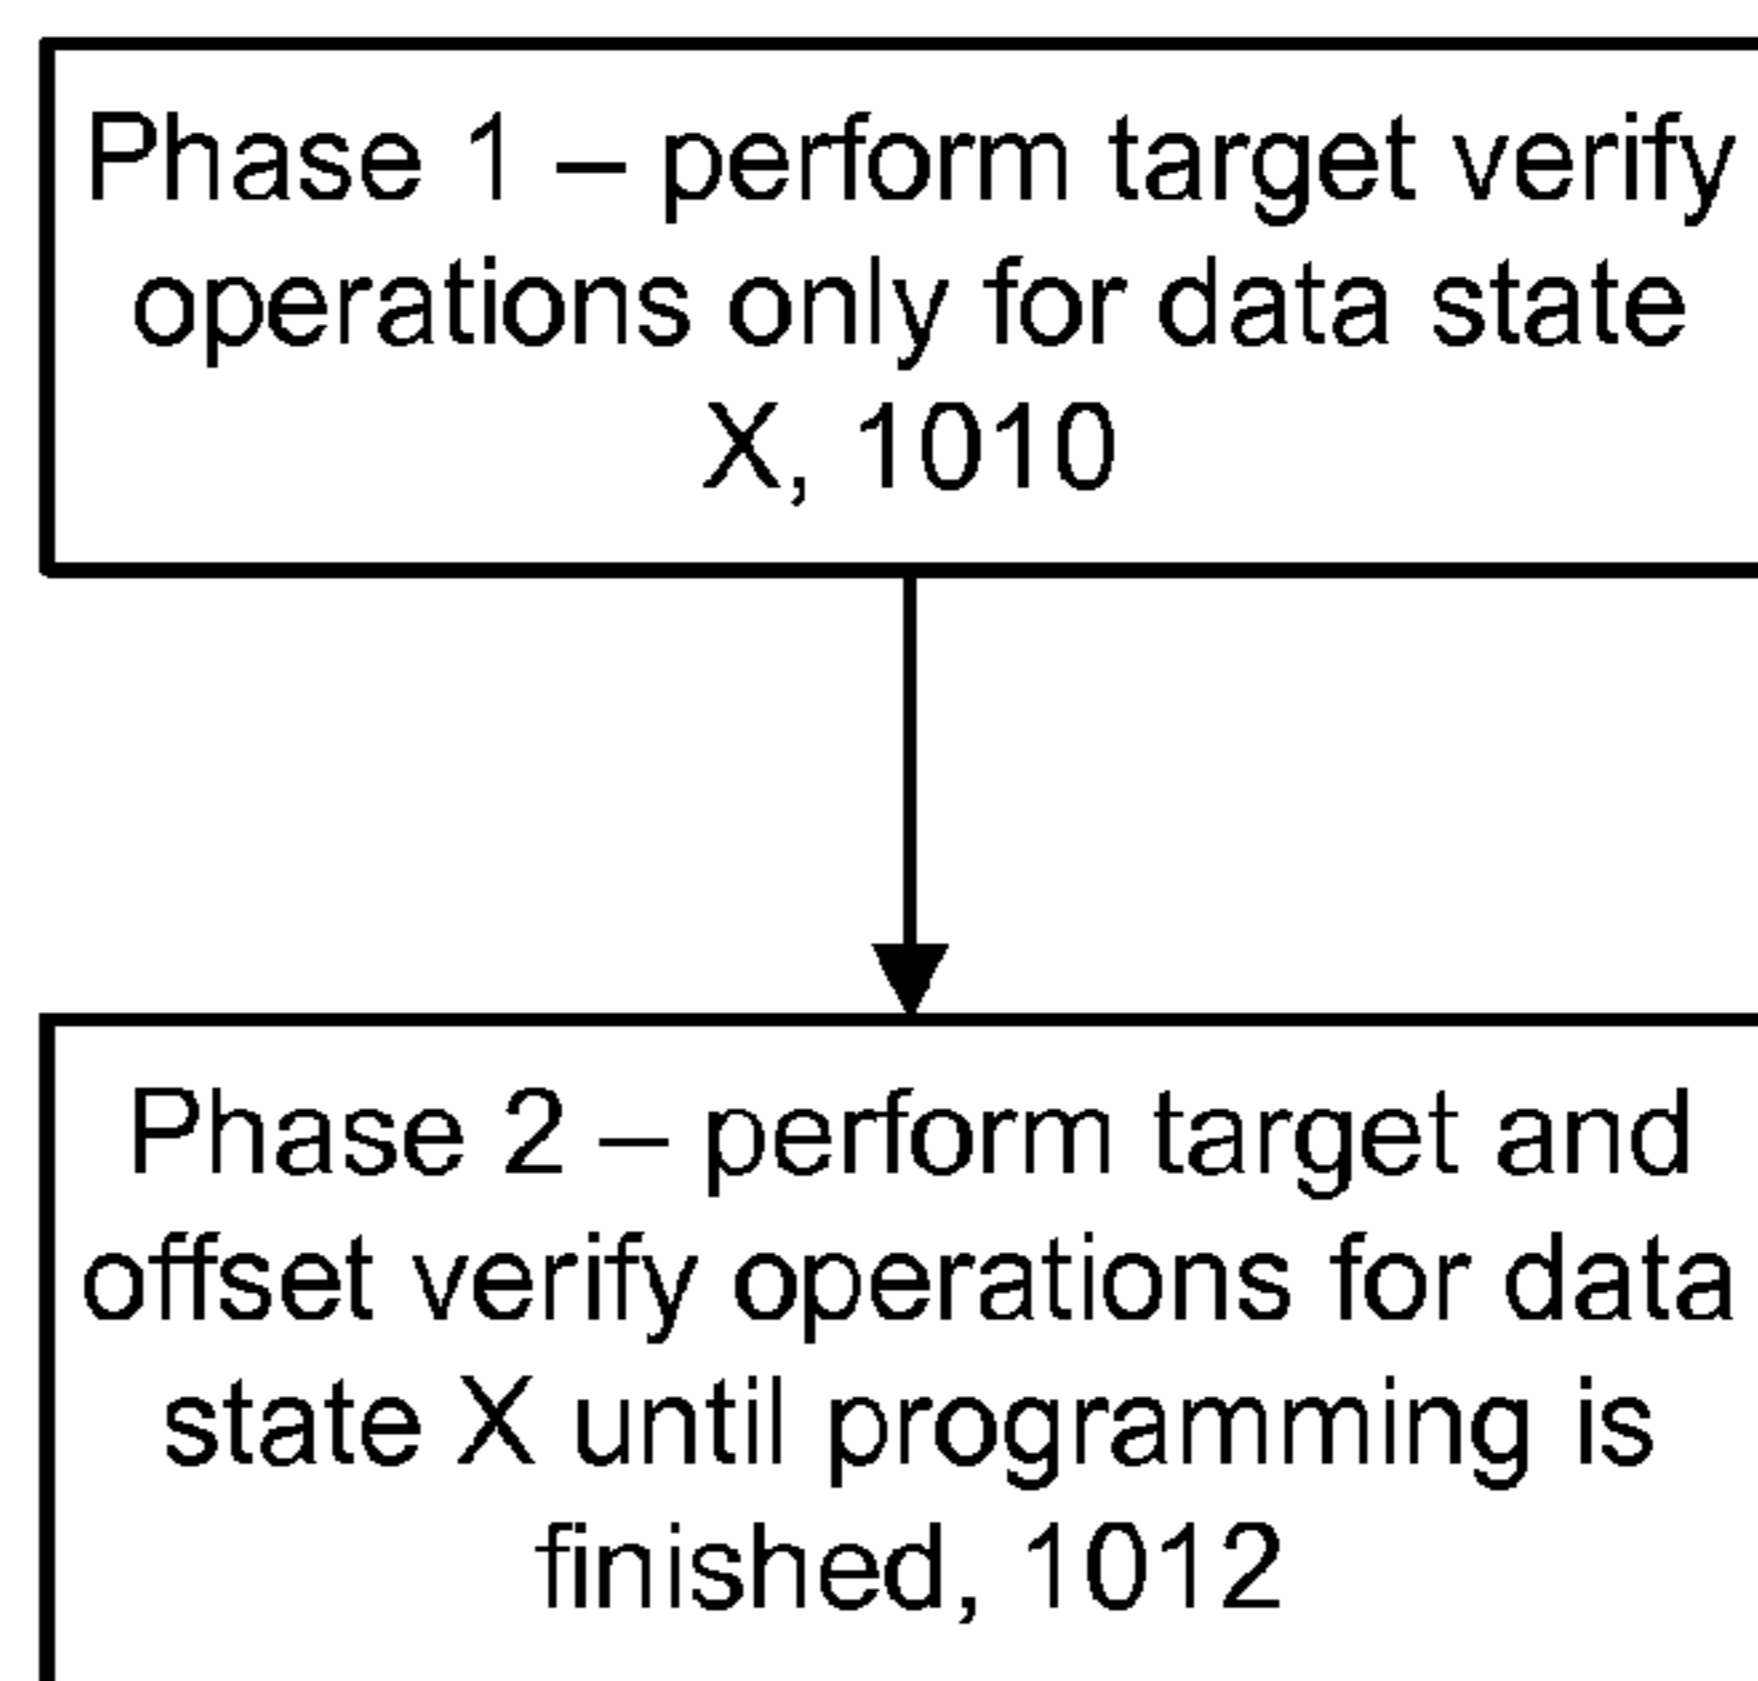 Phase 1 – perform target verify
operations only for data state
X, 1010
Phase 2 – perform target and
offset verify operations for data
state X until programming is
finished, 1012